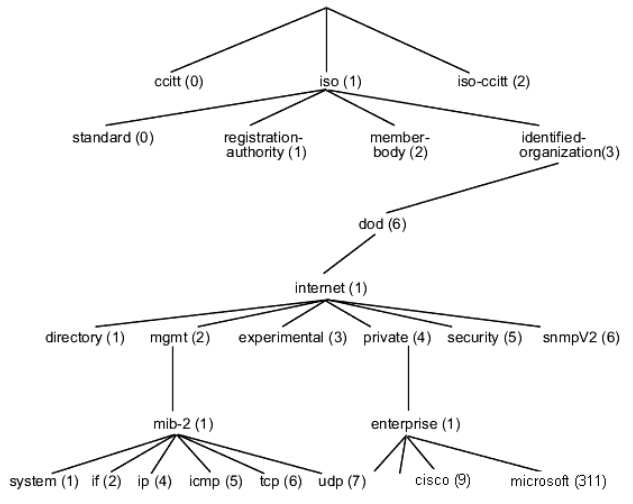 ccitt (0) iso (1) iso-ccitt (2)
standard (0) registration- member- identified-
authority (1) body (2) organization(3)
dod (6)
internet (1)
directory (1) mgmt (2) experimental (3) private (4) security (5) snmpV2 (6)
mib-2 (1) enterprise (1)
system (1) if (2) ip (4) icmp (5) tcp (6) udp (7) cisco (9) microsoft (311)